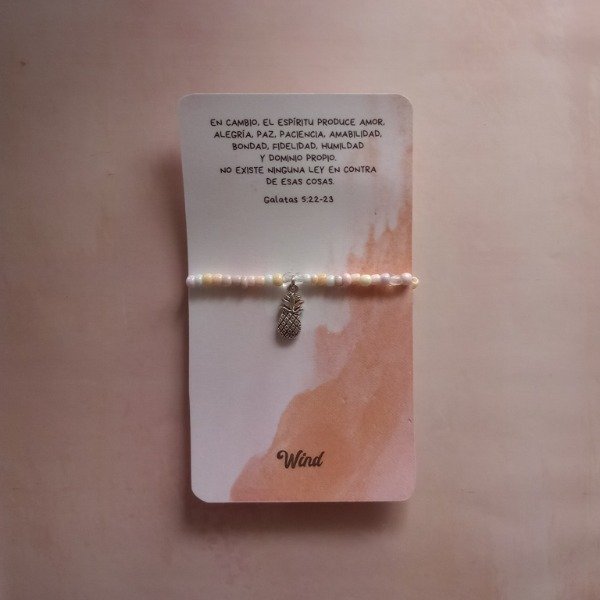 EN CAMBIO, EL ESPÍRITU PRODUCE AMOR,
ALEGRÍA, PAZ, PACIENCIA, AMABILIDAD,
BONDAD, FIDELIDAD, HUMILDAD
Y DOMINIO PROPIO.
NO EXISTE NINGUNA LEY EN CONTRA
DE ESAS COSAS.
Galatas 5:22-23
Wind